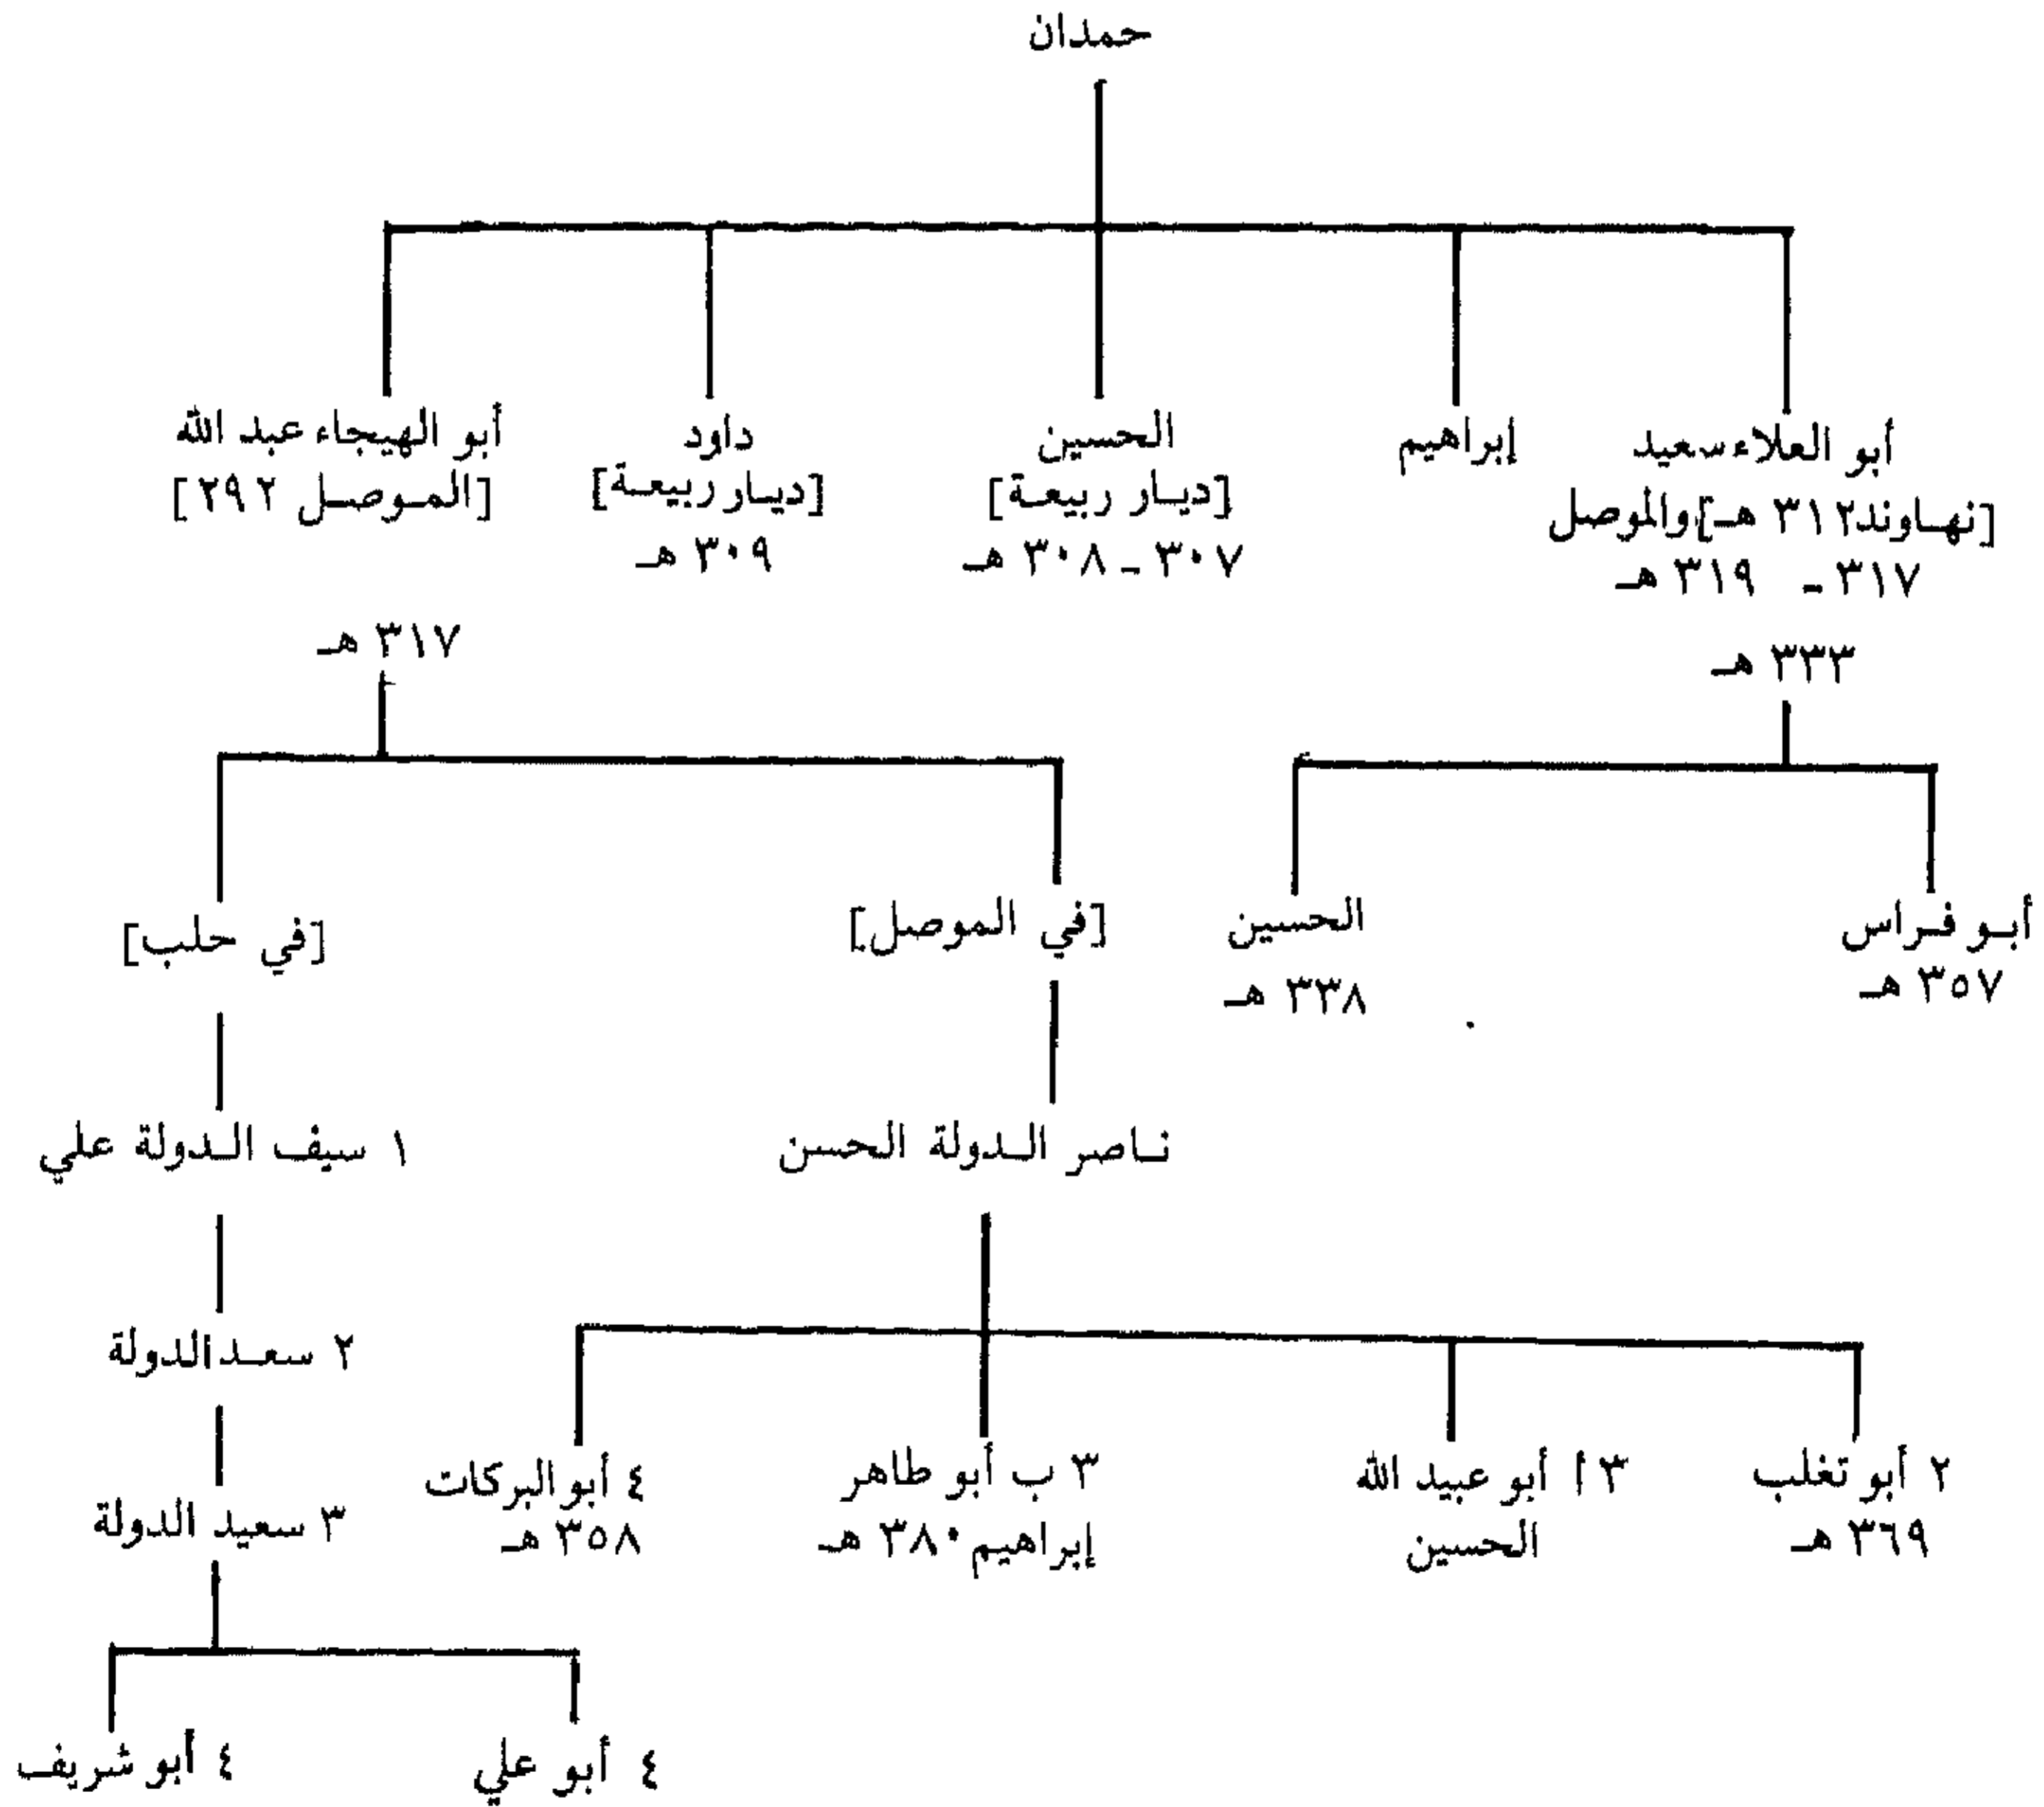 حمدان
أبو العلاء سعيد
[نهاوند ٣١٢ هـ] والموصل
٣١٧ - ٣١٩ هـ
٣٣٣ هـ
إبراهيم
الحسين
[ديار ربيعة]
٣٠٧ - ٣٠٨ هـ
داود
[ديار ربيعة]
٣٠٩ هـ
أبو الهيجاء عبد الله
[الموصل ٢٩٢]
٣١٧ هـ
أبو فراس
٣٥٧ هـ
الحسين
٣٣٨ هـ
[في الموصل]
[في حلب]
ناصر الدولة الحسن
١ سيف الدولة علي
٢ أبو تغلب
٣٦٩ هـ
٣ أ أبو عبيد الله
الحسين
٣ ب أبو طاهر
إبراهيم ٣٨٠ هـ
٤ أبو البركات
٣٥٨ هـ
٢ سعد الدولة
٣ سعيد الدولة
٤ أبو علي
٤ أبو شريف